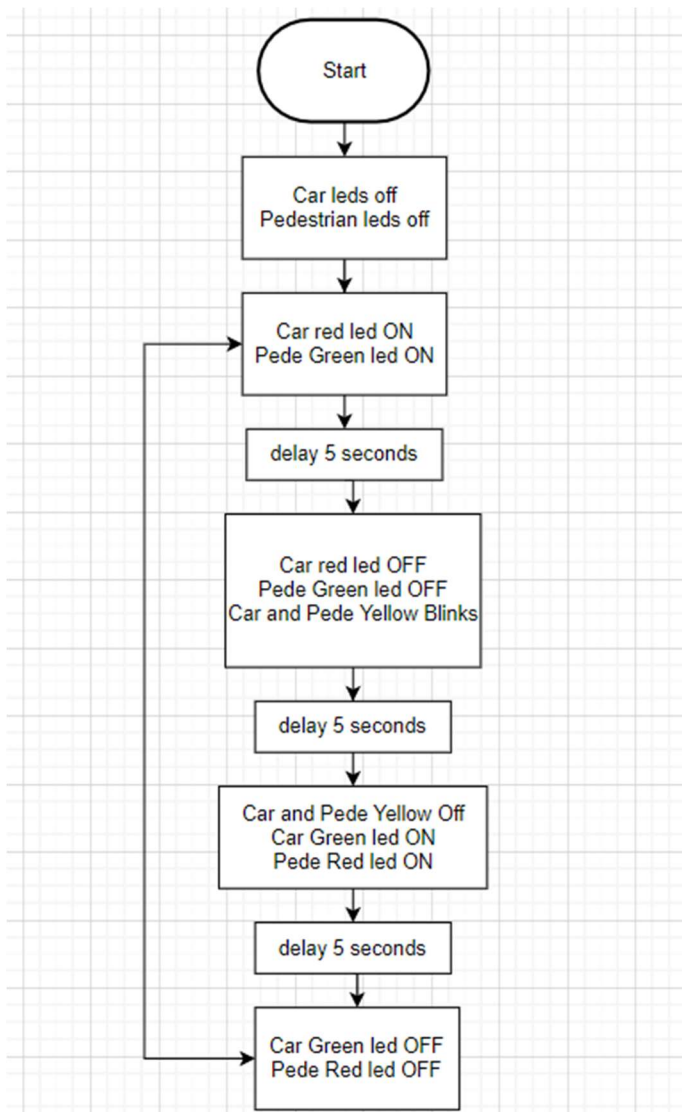 Start
Car leds off
Pedestrian leds off
Car red led ON
Pede Green led ON
delay 5 seconds
Car red led OFF
Pede Green led OFF
Car and Pede Yellow Blinks
delay 5 seconds
Car and Pede Yellow Off
Car Green led ON
Pede Red led ON
delay 5 seconds
Car Green led OFF
Pede Red led OFF